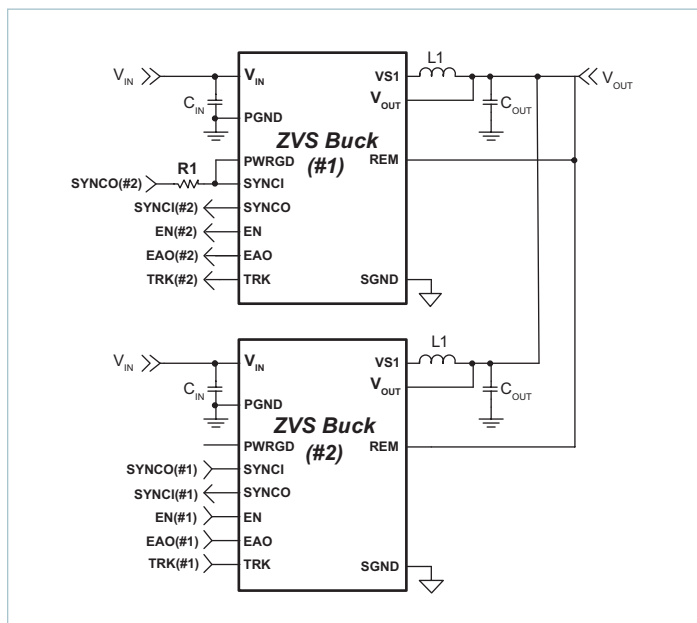 L1
V_IN
V_IN
VS1
V_OUT
V_OUT
C_IN
C_OUT
PGND
ZVS Buck
(#1)
PWRGD
REM
R1
SYNCO(#2)
SYNCI
SYNCI(#2)
SYNCO
EN(#2)
EN
EAO(#2)
EAO
TRK(#2)
TRK
SGND
L1
V_IN
V_IN
VS1
V_OUT
C_IN
C_OUT
PGND
ZVS Buck
(#2)
PWRGD
REM
SYNCO(#1)
SYNCI
SYNCI(#1)
SYNCO
EN(#1)
EN
EAO(#1)
EAO
TRK(#1)
TRK
SGND